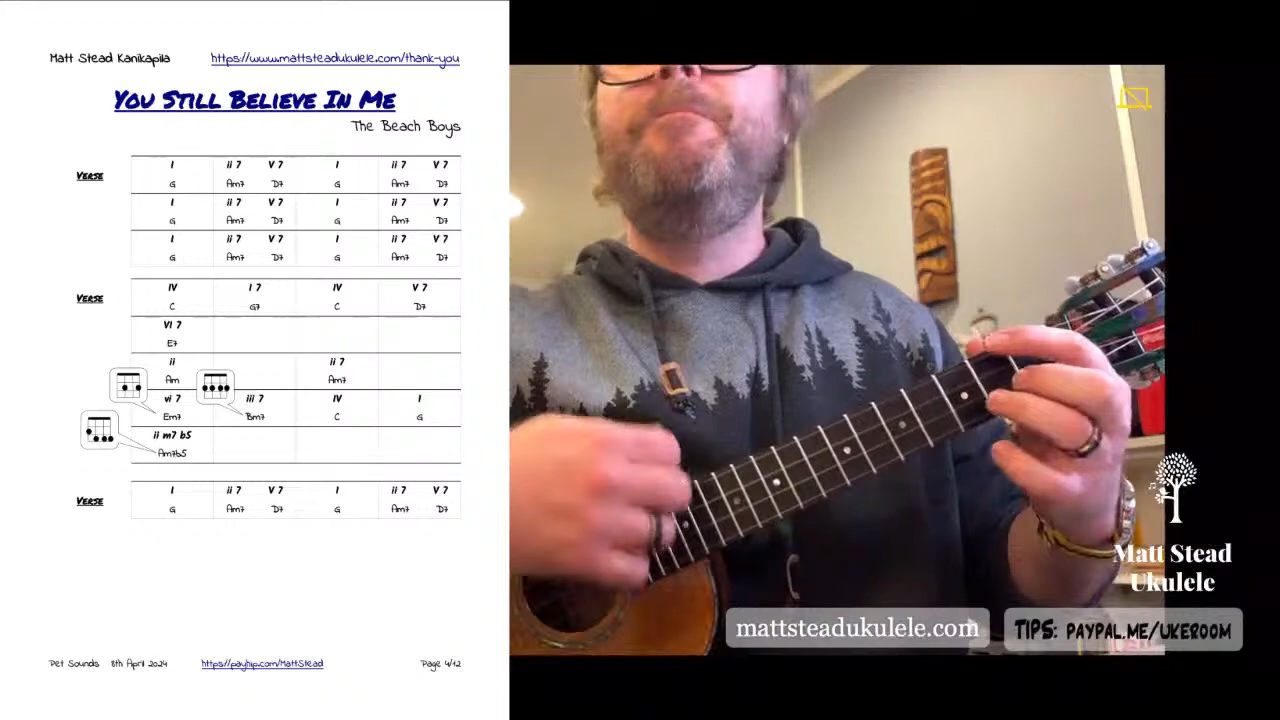 Matt Stead Kanikapila https://www.mattsteadukulele.com/thank-you
You Still Believe In Me
The Beach Boys
Verse
I ii 7 V 7 I ii 7 V 7
G Am7 D7 G Am7 D7
I ii 7 V 7 I ii 7 V 7
G Am7 D7 G Am7 D7
I ii 7 V 7 I ii 7 V 7
G Am7 D7 G Am7 D7
Verse
IV I 7 IV V 7
C G7 C D7
VI 7
E7
ii ii 7
Am Am7
vi 7 iii 7 IV I
Em7 Bm7 C G
ii m7 b5
Am7b5
Verse
I ii 7 V 7 I ii 7 V 7
G Am7 D7 G Am7 D7
Pet Sounds 8th April 2024 https://payhip.com/MattStead Page 4/12
Matt Stead
Ukulele
mattsteadukulele.com
TIPS: PAYPAL.ME/UKEROOM